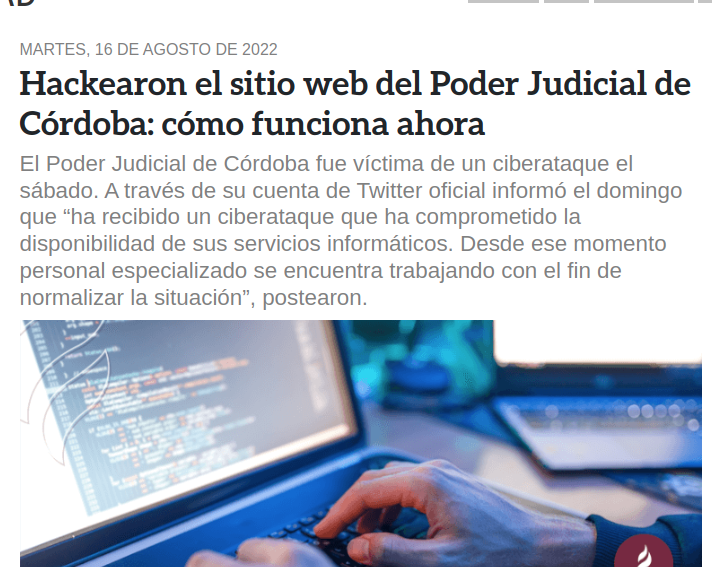 MARTES, 16 DE AGOSTO DE 2022
Hackearon el sitio web del Poder Judicial de
Córdoba: cómo funciona ahora
El Poder Judicial de Córdoba fue víctima de un ciberataque el
sábado. A través de su cuenta de Twitter oficial informó el domingo
que “ha recibido un ciberataque que ha comprometido la
disponibilidad de sus servicios informáticos. Desde ese momento
personal especializado se encuentra trabajando con el fin de
normalizar la situación”, postearon.